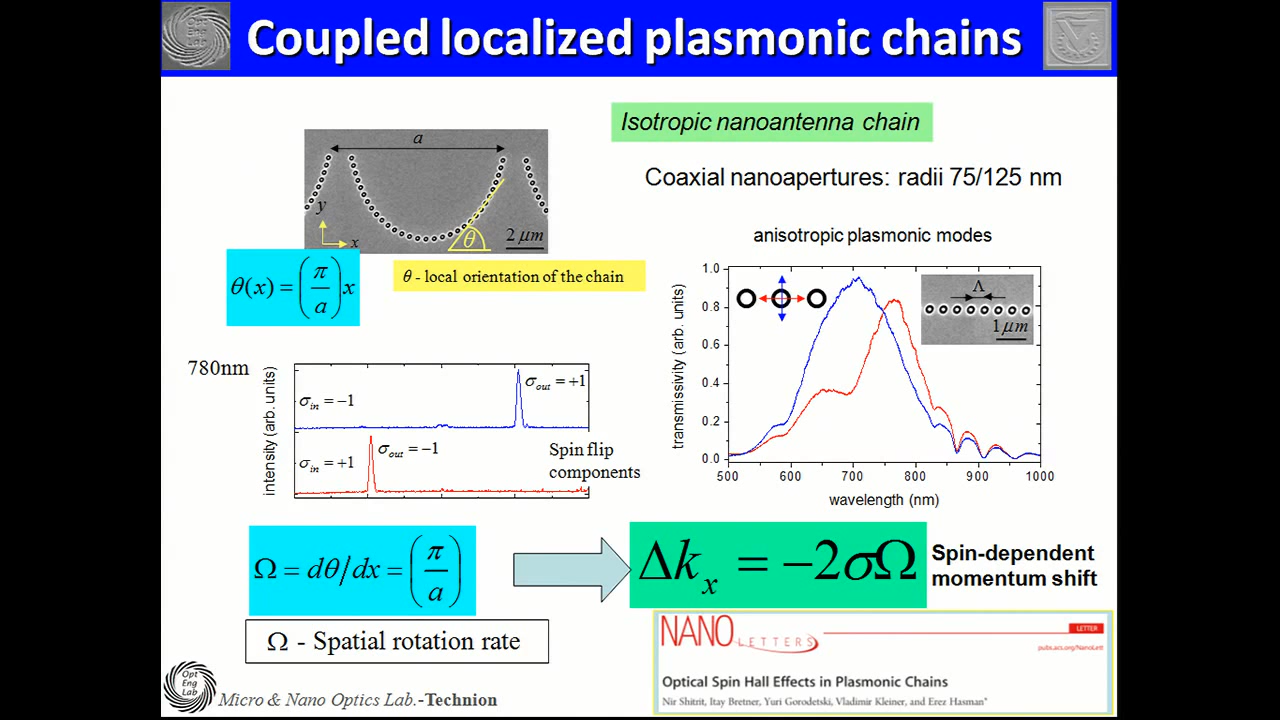 Opt
Eng
Lab
Coupled localized plasmonic chains
Isotropic nanoantenna chain
Coaxial nanoapertures: radii 75/125 nm
a
y
x
θ
2 μm
θ(x) = (π/a) x
θ - local orientation of the chain
anisotropic plasmonic modes
transmissivity (arb. units)
1.0
0.8
0.6
0.4
0.2
0.0
500 600 700 800 900 1000
wavelength (nm)
Λ
1 μm
780nm
intensity (arb. units)
σin = −1
σout = +1
σin = +1
σout = −1
Spin flip
components
Ω = dθ/dx = (π/a)
Δkx = −2σΩ
Spin-dependent
momentum shift
Ω - Spatial rotation rate
NANO LETTERS
LETTER
pubs.acs.org/NanoLett
Optical Spin Hall Effects in Plasmonic Chains
Nir Shitrit, Itay Bretner, Yuri Gorodetski, Vladimir Kleiner, and Erez Hasman*
Opt
Eng
Lab
Micro & Nano Optics Lab.-Technion